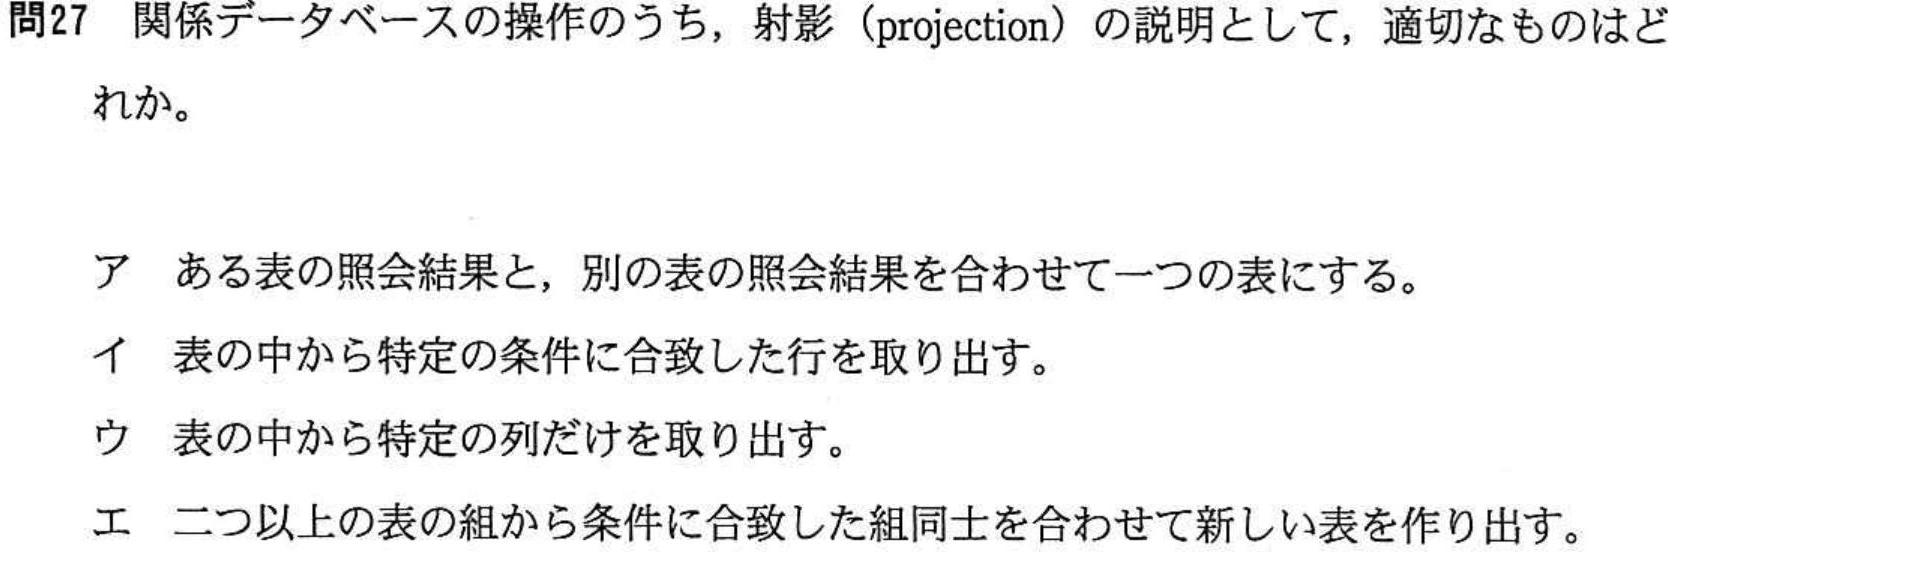 問27　関係データベースの操作のうち，射影（projection）の説明として，適切なものはど
れか。
ア　ある表の照会結果と，別の表の照会結果を合わせて一つの表にする。
イ　表の中から特定の条件に合致した行を取り出す。
ウ　表の中から特定の列だけを取り出す。
エ　二つ以上の表の組から条件に合致した組同士を合わせて新しい表を作り出す。